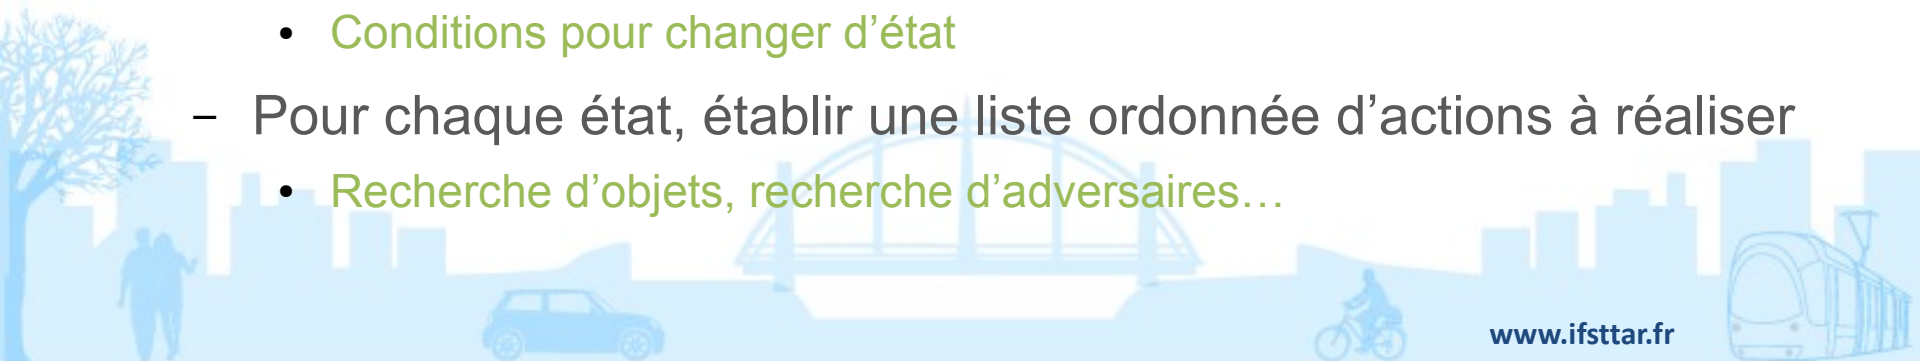 • Conditions pour changer d’état
– Pour chaque état, établir une liste ordonnée d’actions à réaliser
• Recherche d’objets, recherche d’adversaires…
www.ifsttar.fr